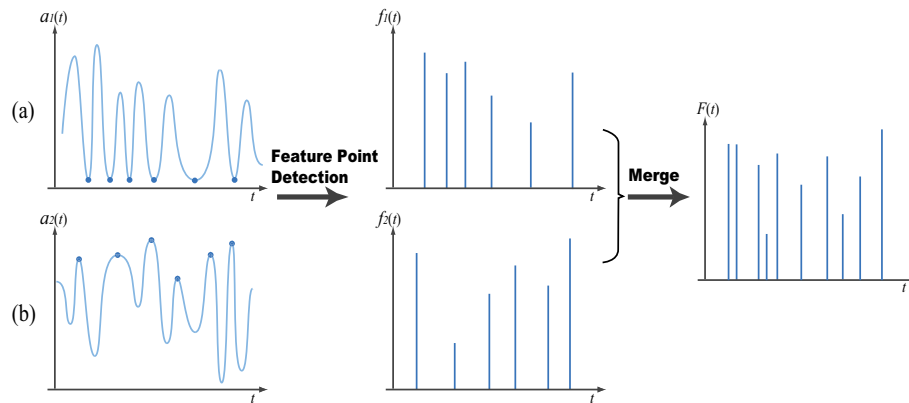 a1(t)
f1(t)
(a)
F(t)
Feature Point
Detection
Merge
t
t
a2(t)
f2(t)
t
(b)
t
t